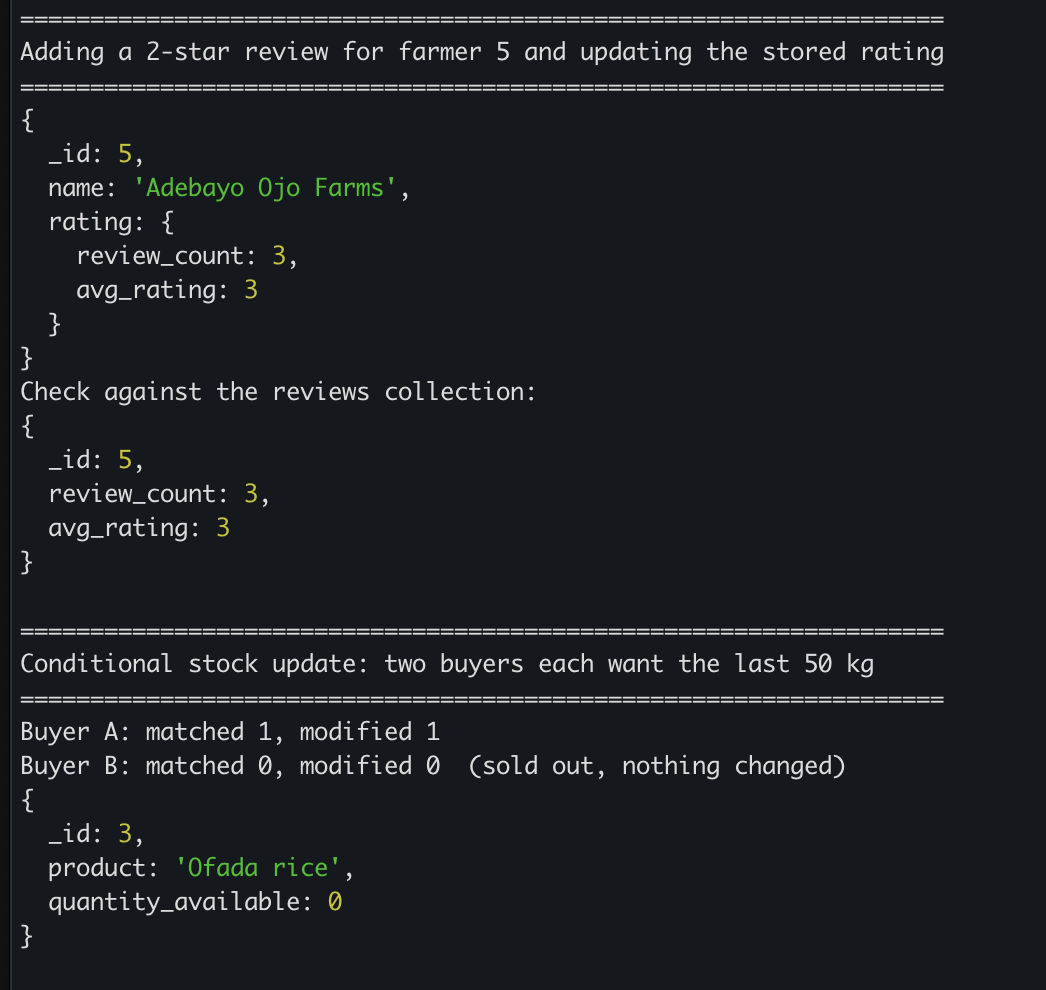 ==================================================================
Adding a 2-star review for farmer 5 and updating the stored rating
==================================================================
{
  _id: 5,
  name: 'Adebayo Ojo Farms',
  rating: {
    review_count: 3,
    avg_rating: 3
  }
}
Check against the reviews collection:
{
  _id: 5,
  review_count: 3,
  avg_rating: 3
}

==================================================================
Conditional stock update: two buyers each want the last 50 kg
==================================================================
Buyer A: matched 1, modified 1
Buyer B: matched 0, modified 0  (sold out, nothing changed)
{
  _id: 3,
  product: 'Ofada rice',
  quantity_available: 0
}